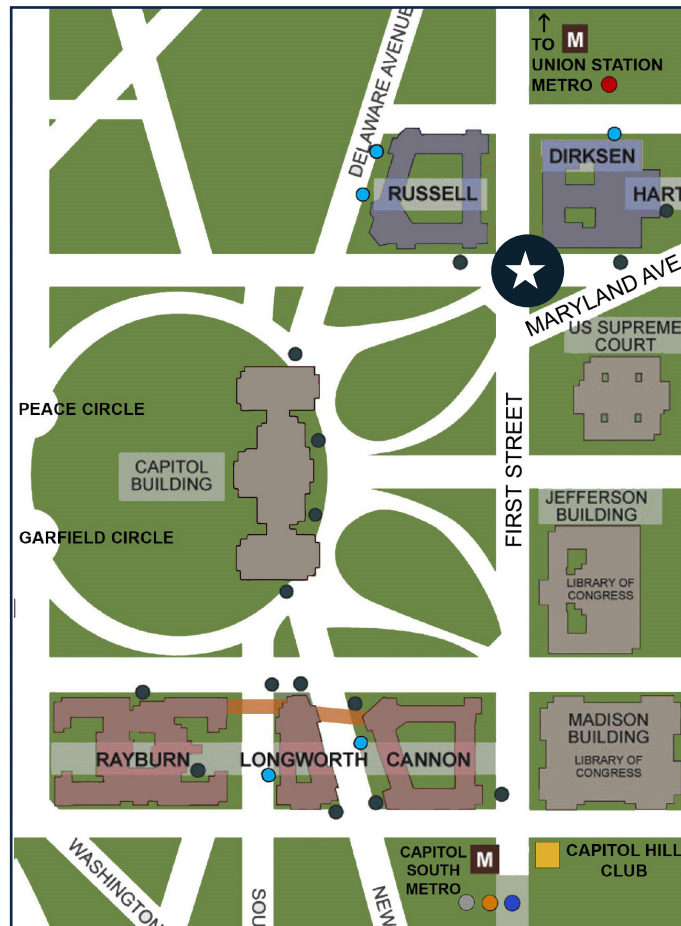 DELAWARE AVENUE
↑
TO M
UNION STATION
METRO
RUSSELL
DIRKSEN
HART
MARYLAND AVE
US SUPREME
COURT
PEACE CIRCLE
CAPITOL
BUILDING
FIRST STREET
GARFIELD CIRCLE
JEFFERSON
BUILDING
LIBRARY OF
CONGRESS
RAYBURN
LONGWORTH
CANNON
MADISON
BUILDING
LIBRARY OF
CONGRESS
WASHINGTON
SOU
NEW
CAPITOL
SOUTH
METRO
M
CAPITOL HILL
CLUB